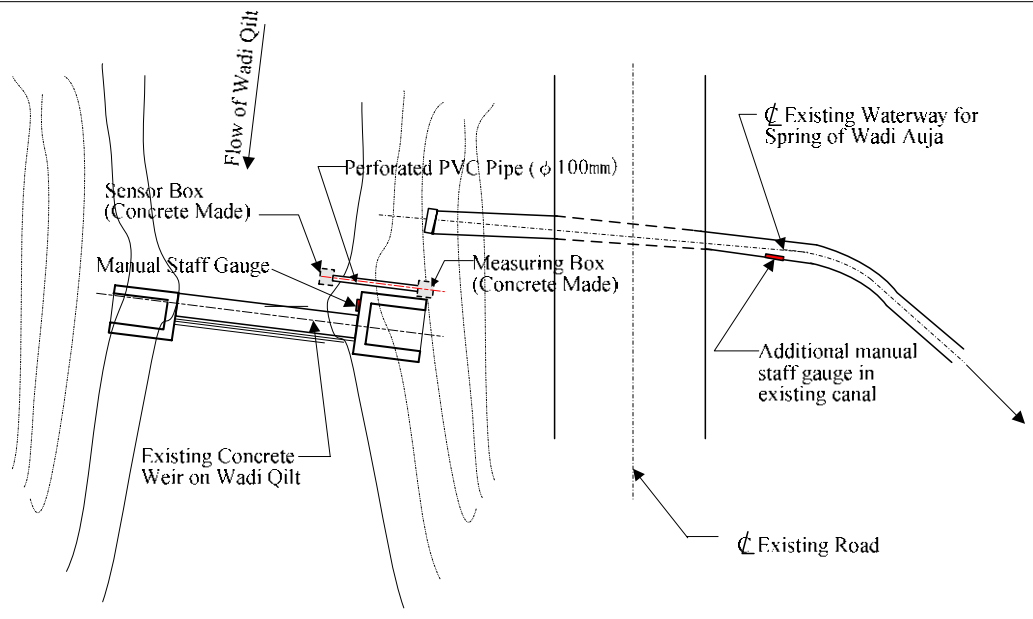 Flow of Wadi Qilt
℄ Existing Waterway for
Spring of Wadi Auja
Perforated PVC Pipe ( ϕ 100mm)
Sensor Box
(Concrete Made)
Manual Staff Gauge
Measuring Box
(Concrete Made)
Additional manual
staff gauge in
existing canal
Existing Concrete
Weir on Wadi Qilt
℄ Existing Road